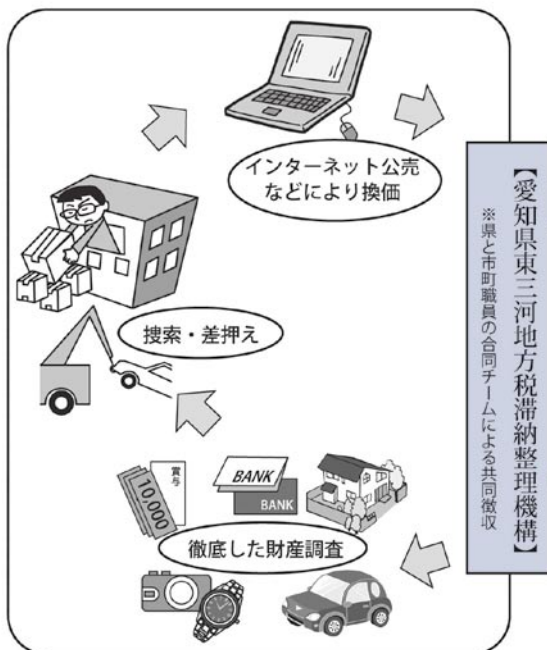 【愛知県東三河地方税滞納整理機構】
※県と市町職員の合同チームによる共同徴収
インターネット公売
などにより換価
捜索・差押え
賞与
10,000
BANK
BANK
徹底した財産調査